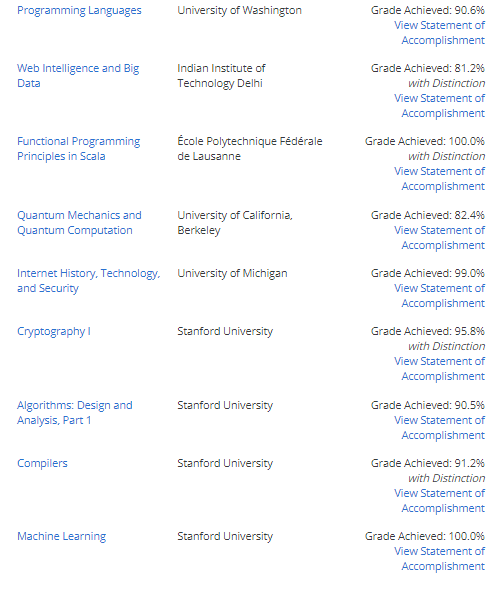 Programming Languages
University of Washington
Grade Achieved: 90.6%
View Statement of
Accomplishment
Web Intelligence and Big
Data
Indian Institute of
Technology Delhi
Grade Achieved: 81.2%
with Distinction
View Statement of
Accomplishment
Functional Programming
Principles in Scala
École Polytechnique Fédérale
de Lausanne
Grade Achieved: 100.0%
with Distinction
View Statement of
Accomplishment
Quantum Mechanics and
Quantum Computation
University of California,
Berkeley
Grade Achieved: 82.4%
View Statement of
Accomplishment
Internet History, Technology,
and Security
University of Michigan
Grade Achieved: 99.0%
View Statement of
Accomplishment
Cryptography I
Stanford University
Grade Achieved: 95.8%
with Distinction
View Statement of
Accomplishment
Algorithms: Design and
Analysis, Part 1
Stanford University
Grade Achieved: 90.5%
View Statement of
Accomplishment
Compilers
Stanford University
Grade Achieved: 91.2%
with Distinction
View Statement of
Accomplishment
Machine Learning
Stanford University
Grade Achieved: 100.0%
View Statement of
Accomplishment